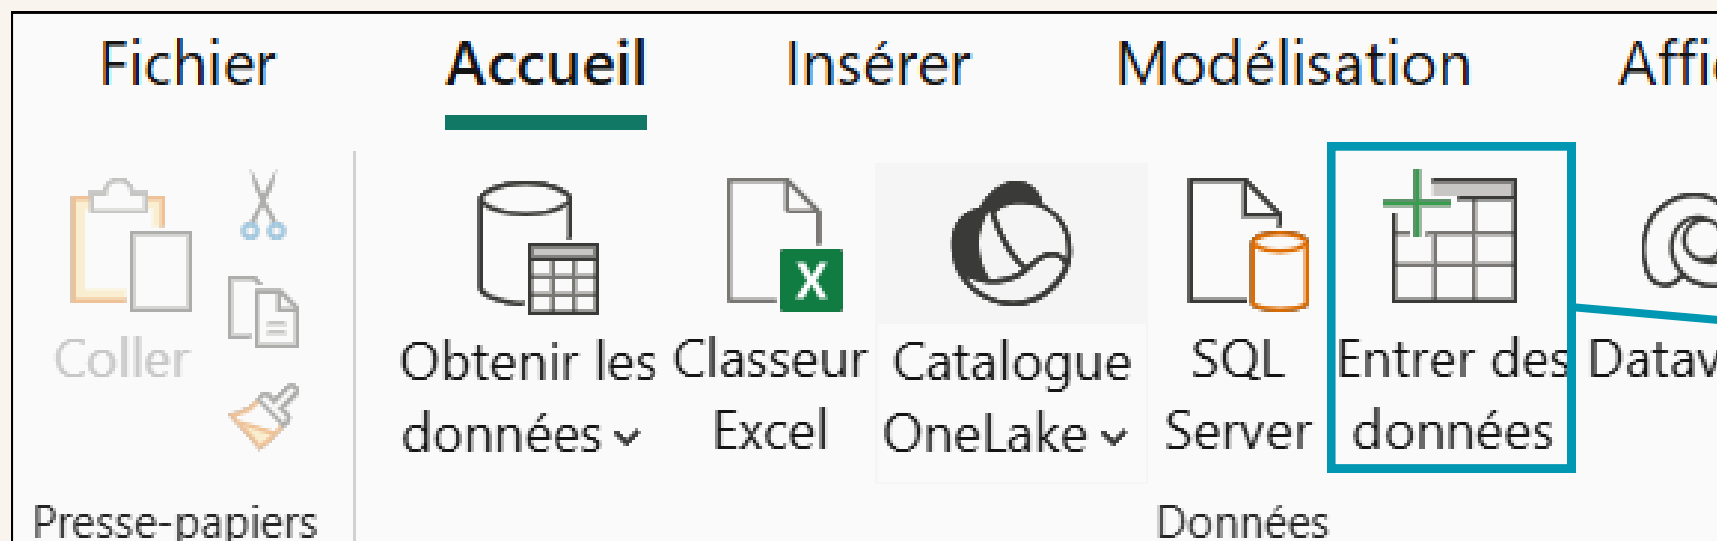 Fichier Accueil Insérer Modélisation
Coller Obtenir les Classeur Catalogue SQL Entrer des
données Excel OneLake Server données
Presse-papiers Données